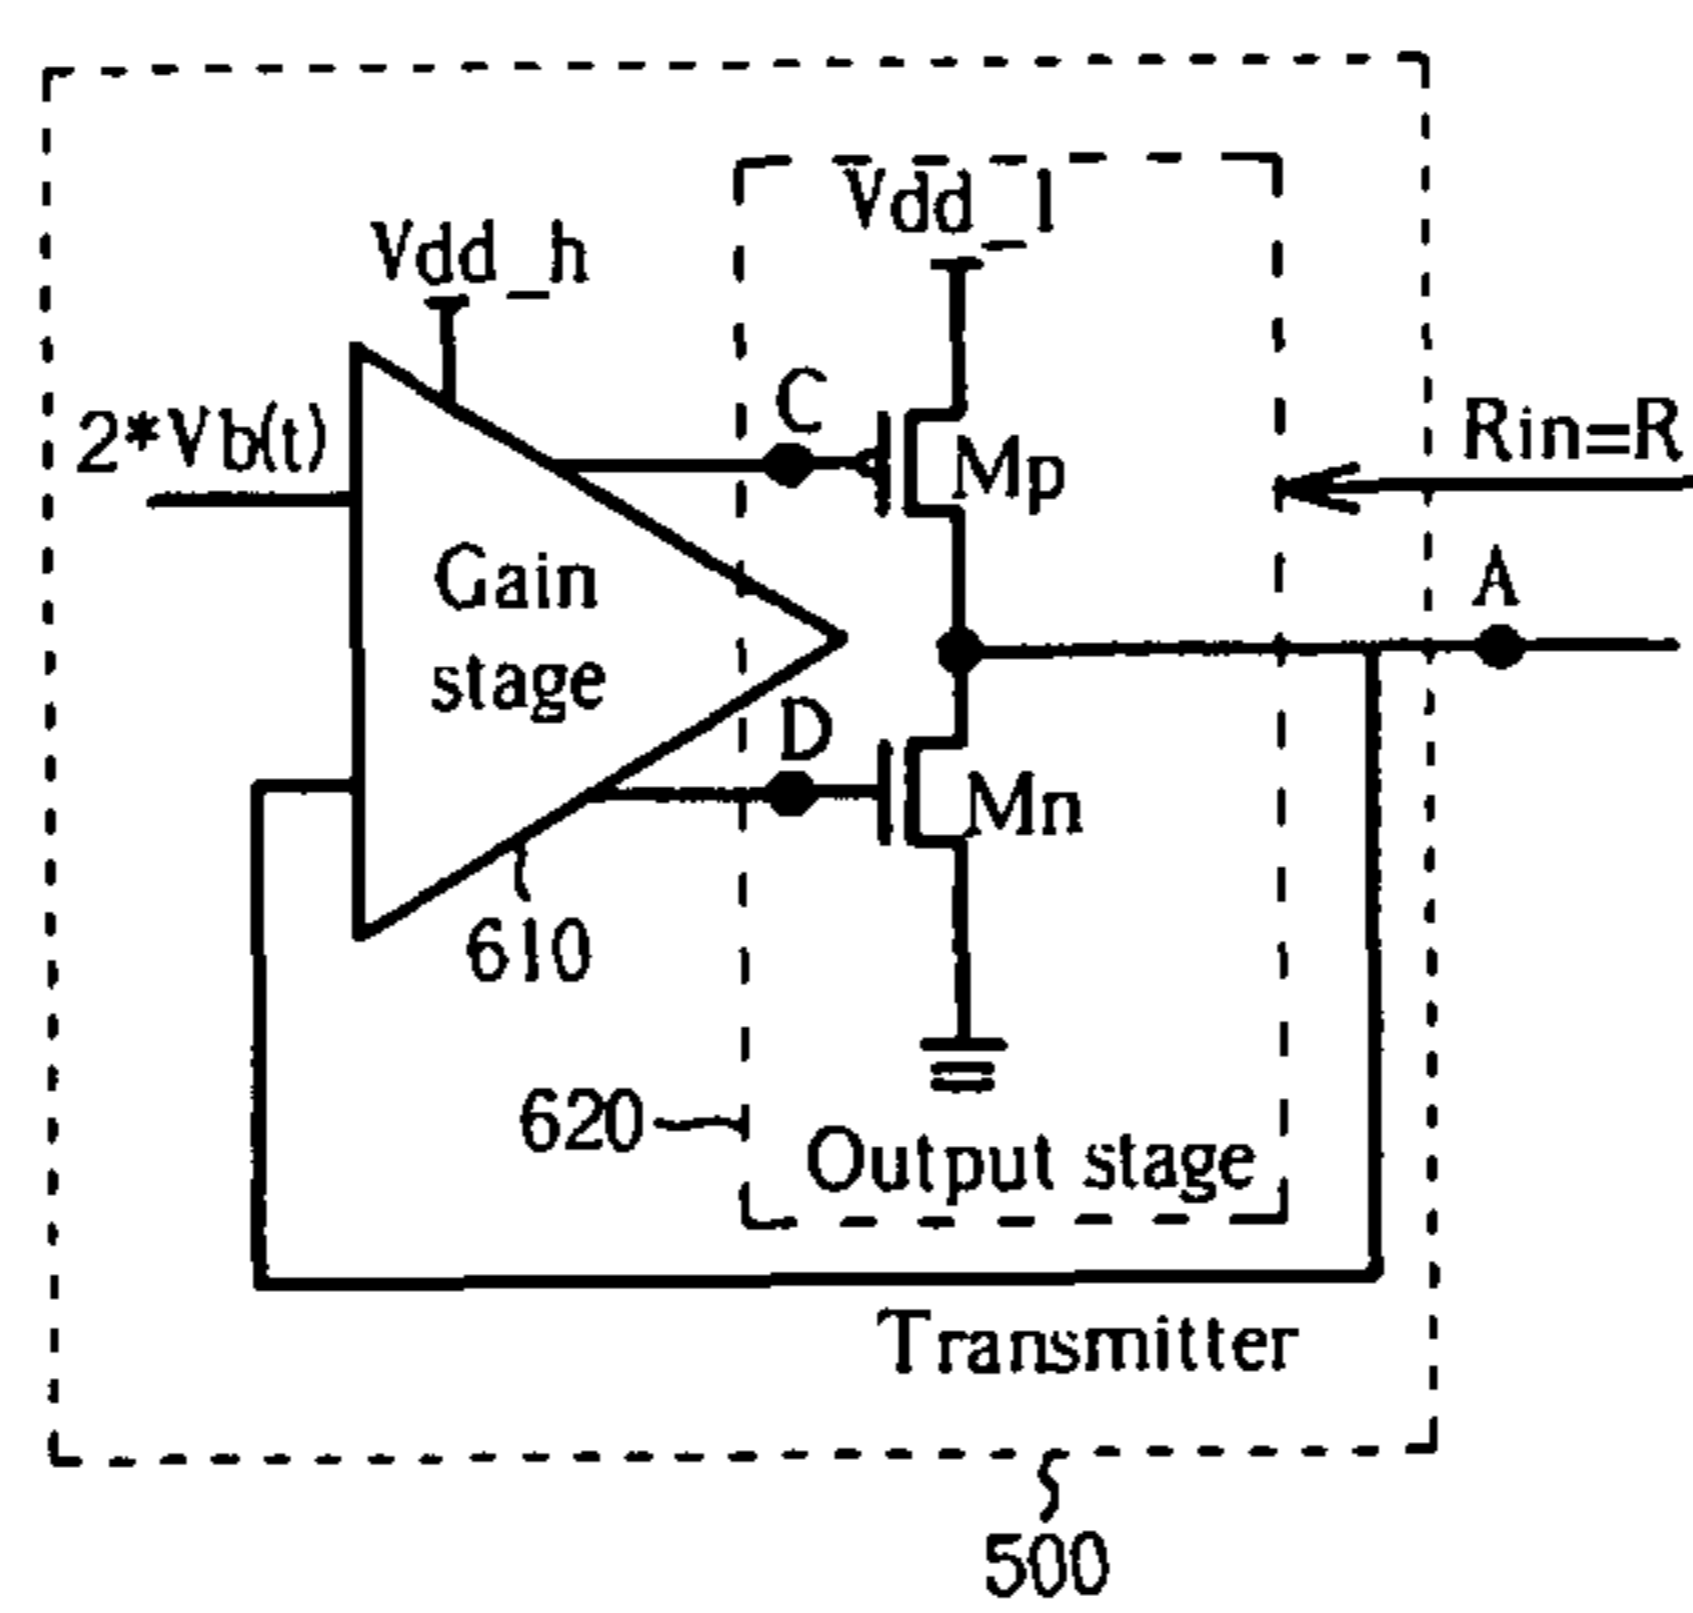 Vdd_l
Vdd_h
2*Vb(t)
C
Mp
Rin=R
Gain
stage
A
D
Mn
610
620
Output stage
Transmitter
500